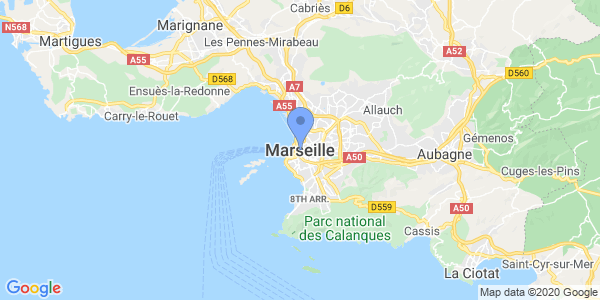 Cabriès
D6
N568
Marignane
Martigues
Les Pennes-Mirabeau
A52
A55
D568
D560
A7
Ensuès-la-Redonne
A55
Allauch
Carry-le-Rouet
Gémenos
Marseille
A50
Aubagne
Cuges-les-Pins
8TH ARR.
D559
A50
Parc national
des Calanques
Cassis
Saint-Cyr-sur-Mer
La Ciotat
Google
Map data ©2020 Google